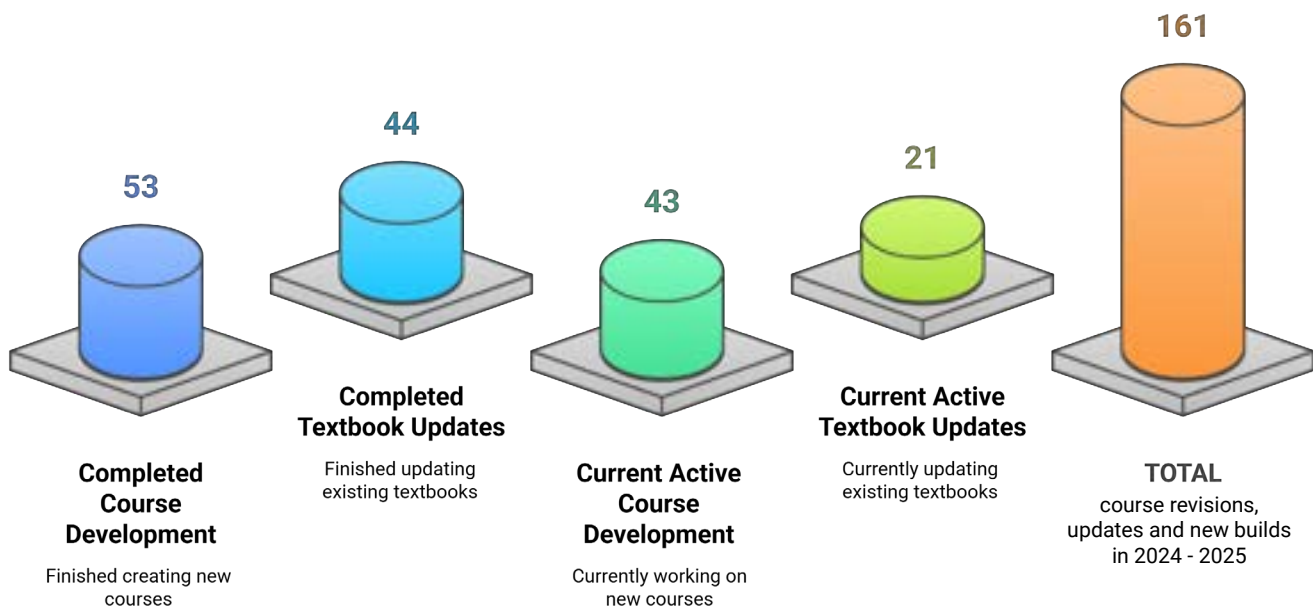 53
Completed
Course
Development
Finished creating new
courses
44
Completed
Textbook Updates
Finished updating
existing textbooks
43
Current Active
Course
Development
Currently working on
new courses
21
Current Active
Textbook Updates
Currently updating
existing textbooks
161
TOTAL
course revisions,
updates and new builds
in 2024 - 2025